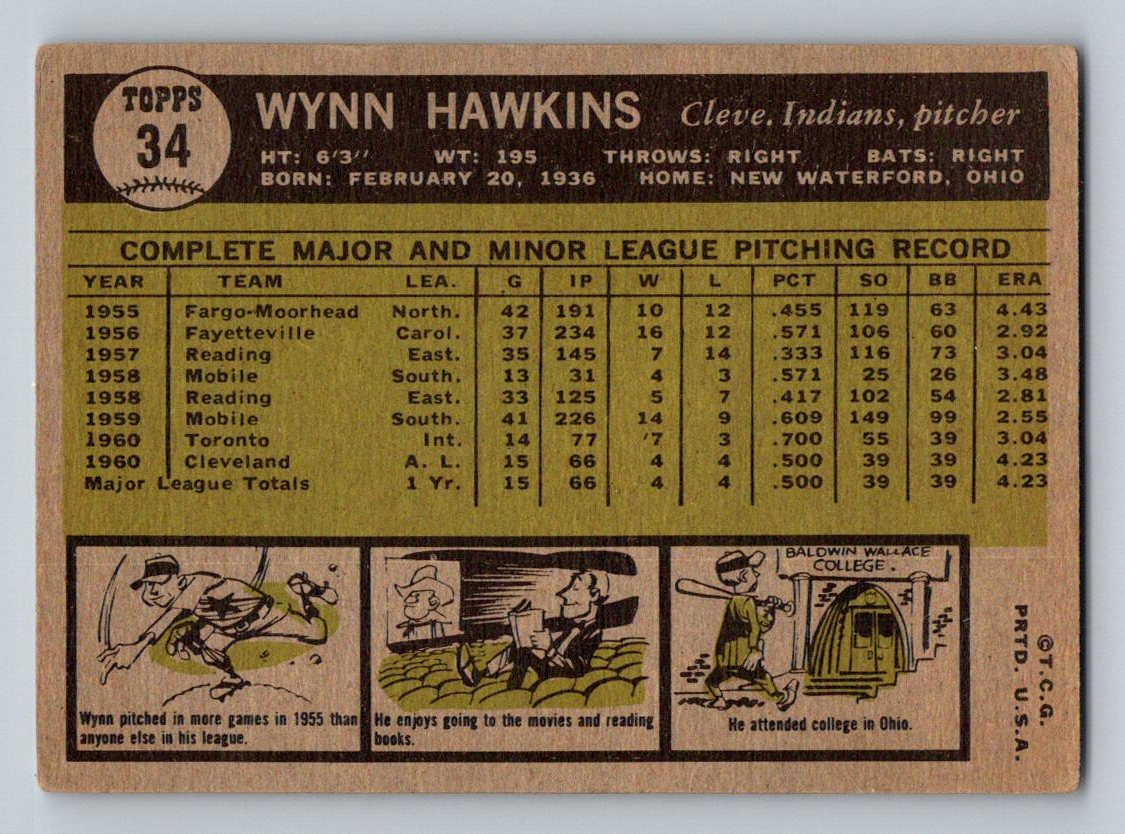 TOPPS
34
WYNN HAWKINS Cleve. Indians, pitcher
HT: 6'3" WT: 195 THROWS: RIGHT BATS: RIGHT
BORN: FEBRUARY 20, 1936 HOME: NEW WATERFORD, OHIO
COMPLETE MAJOR AND MINOR LEAGUE PITCHING RECORD
YEAR TEAM LEA. G IP W L PCT SO BB ERA
1955 Fargo-Moorhead North. 42 191 10 12 .455 119 63 4.43
1956 Fayetteville Carol. 37 234 16 12 .571 106 60 2.92
1957 Reading East. 35 145 7 14 .333 116 73 3.04
1958 Mobile South. 13 31 4 3 .571 25 26 3.48
1958 Reading East. 33 125 5 7 .417 102 54 2.81
1959 Mobile South. 41 226 14 9 .609 149 99 2.55
1960 Toronto Int. 14 77 '7 3 .700 55 39 3.04
1960 Cleveland A. L. 15 66 4 4 .500 39 39 4.23
Major League Totals 1 Yr. 15 66 4 4 .500 39 39 4.23
Wynn pitched in more games in 1955 than
anyone else in his league.
He enjoys going to the movies and reading
books.
BALDWIN WALLACE
COLLEGE.
He attended college in Ohio.
© T.C.G.
PRTD. U.S.A.